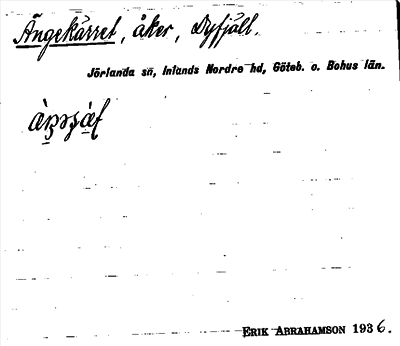 Ängekärret, åker, Dyfjäll.
Jörlanda sn, Inlands Nordre hd, Göteb. o. Bohus län.
ERIK ABRAHAMSON 1936.